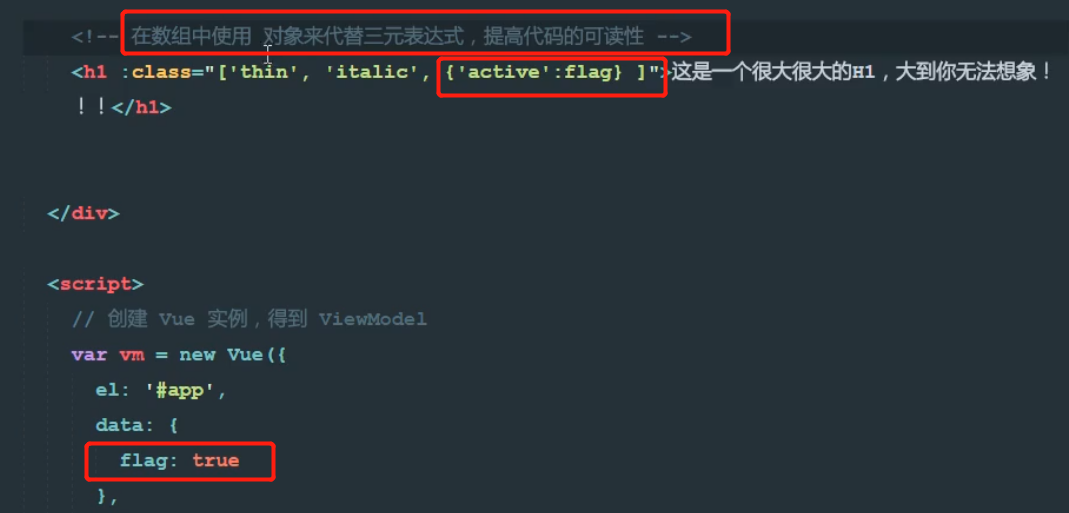 <!-- 在数组中使用 对象来代替三元表达式，提高代码的可读性 -->
<h1 :class="['thin', 'italic', {'active':flag} ]">这是一个很大很大的H1，大到你无法想象！
！！</h1>
</div>
<script>
// 创建 Vue 实例，得到 ViewModel
var vm = new Vue({
el: '#app',
data: {
flag: true
},